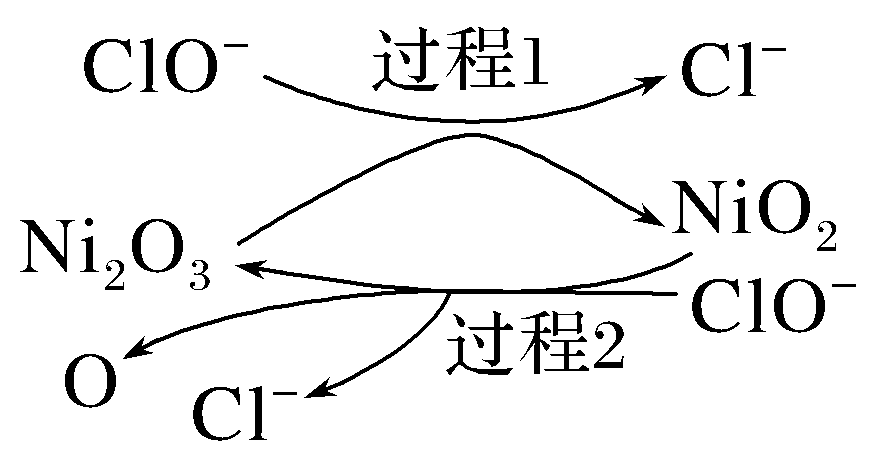 ClO⁻ 过程1 Cl⁻
Ni₂O₃ NiO₂
ClO⁻
过程2
O
Cl⁻